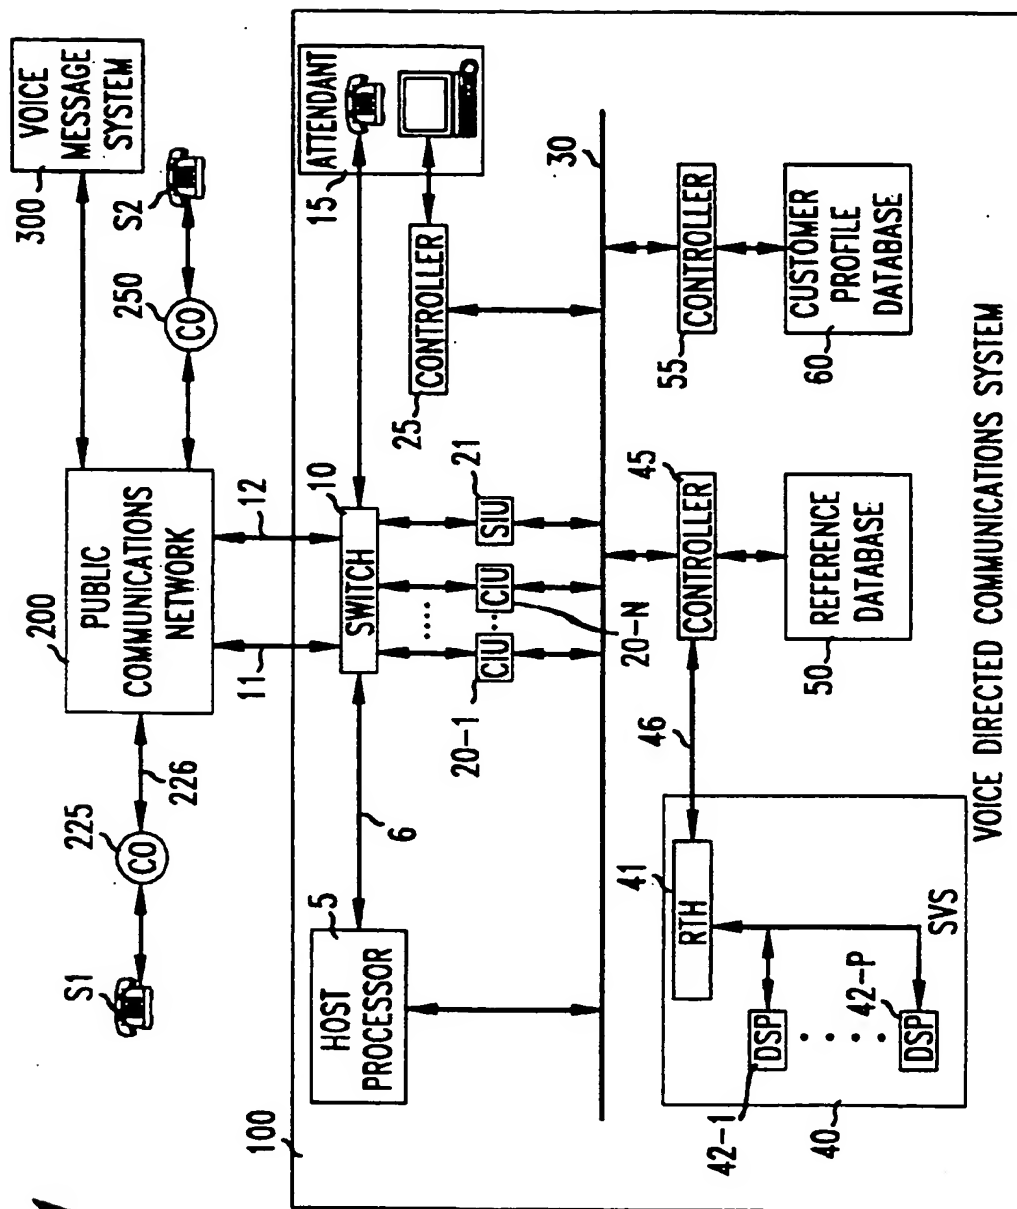 S1
225
CO
226
200
PUBLIC
COMMUNICATIONS
NETWORK
250
CO
S2
300
VOICE
MESSAGE
SYSTEM
11
12
100
HOST
PROCESSOR
5
6
SWITCH
10
15
ATTENDANT
20-1
CIU
....
CIU
20-N
SIU
21
25
CONTROLLER
30
41
RTH
46
CONTROLLER
45
55
CONTROLLER
42-1
DSP
42-P
DSP
SVS
40
50
REFERENCE
DATABASE
60
CUSTOMER
PROFILE
DATABASE
VOICE DIRECTED COMMUNICATIONS SYSTEM